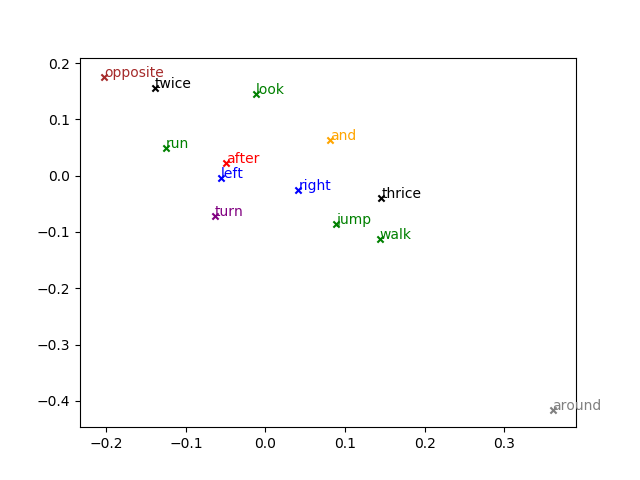 0.2
opposite
twice
look
0.1
run
and
after
0.0
left
right
thrice
turn
jump
−0.1
walk
−0.2
−0.3
−0.4
around
−0.2 −0.1 0.0 0.1 0.2 0.3